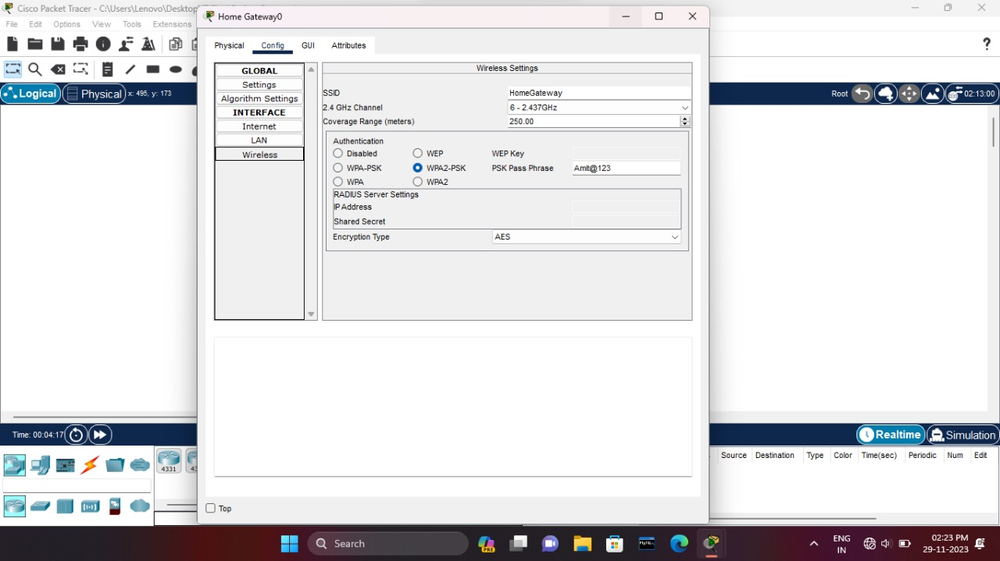 Cisco Packet Tracer - C:\Users\Lenovo\Desktop
Home Gateway0
File Edit Options View Tools Extensions
Physical Config GUI Attributes
GLOBAL
Settings
Algorithm Settings
INTERFACE
Internet
LAN
Wireless
Wireless Settings
SSID HomeGateway
2.4 GHz Channel 6 - 2.437GHz
Coverage Range (meters) 250.00
Authentication
Disabled WEP WEP Key
WPA-PSK WPA2-PSK PSK Pass Phrase Amit@123
WPA WPA2
RADIUS Server Settings
IP Address
Shared Secret
Encryption Type AES
Top
Logical Physical x: 495, y: 173
Root 02:13:00
?
Time: 00:04:17
Realtime Simulation
4331
Source Destination Type Color Time(sec) Periodic Num Edit
Search
PRE
MySQL
ENG
IN
02:23 PM
29-11-2023